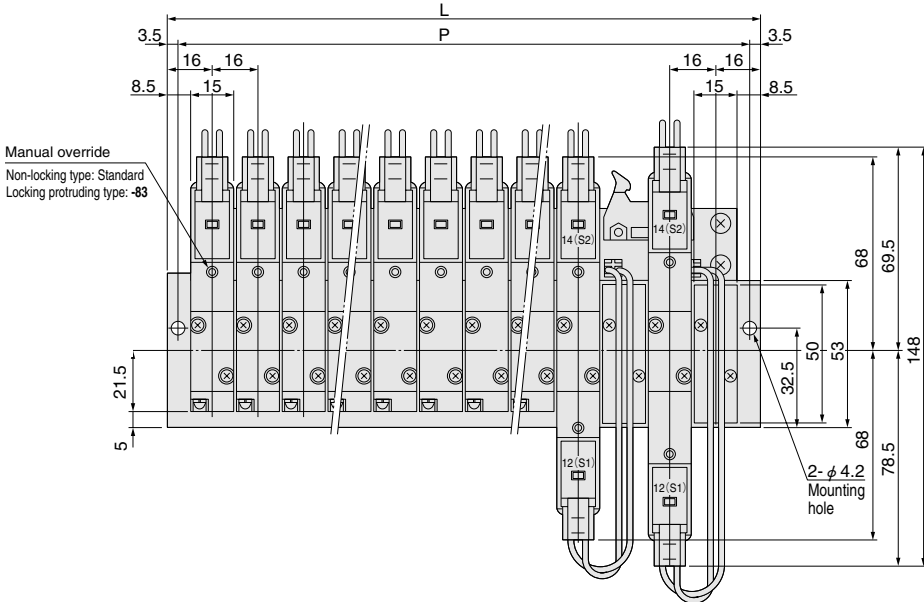 L
3.5
P
3.5
16
16
16
16
8.5
15
15
8.5
Manual override
Non-locking type: Standard
Locking protruding type: -83
14(S2)
14(S2)
68
69.5
148
50
53
32.5
21.5
5
68
78.5
12(S1)
12(S1)
2-φ4.2
Mounting
hole